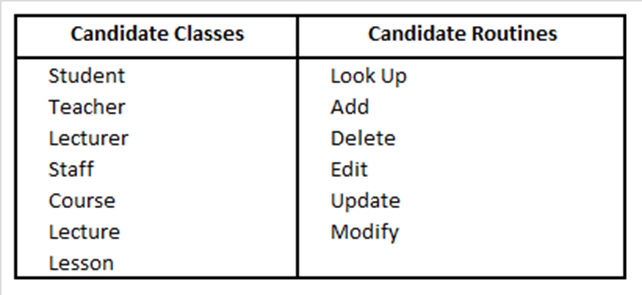 Candidate Classes Candidate Routines
Student Look Up
Teacher Add
Lecturer Delete
Staff Edit
Course Update
Lecture Modify
Lesson